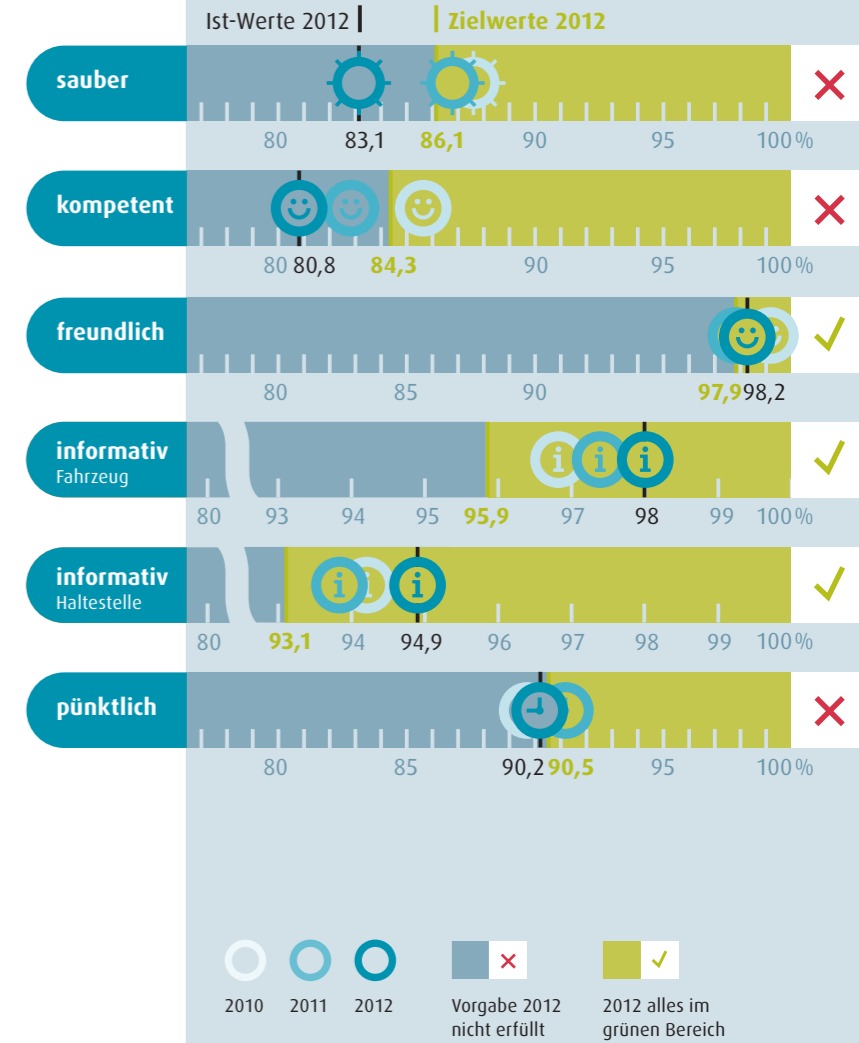 Ist-Werte 2012
Zielwerte 2012
sauber
80 83,1 86,1 90 95 100 %
kompetent
80 80,8 84,3 90 95 100 %
freundlich
80 85 90 97,9 98,2
informativ
Fahrzeug
80 93 94 95 95,9 97 98 99 100 %
informativ
Haltestelle
80 93,1 94 94,9 96 97 98 99 100 %
pünktlich
80 85 90,2 90,5 95 100 %
2010 2011 2012
Vorgabe 2012
nicht erfüllt
2012 alles im
grünen Bereich